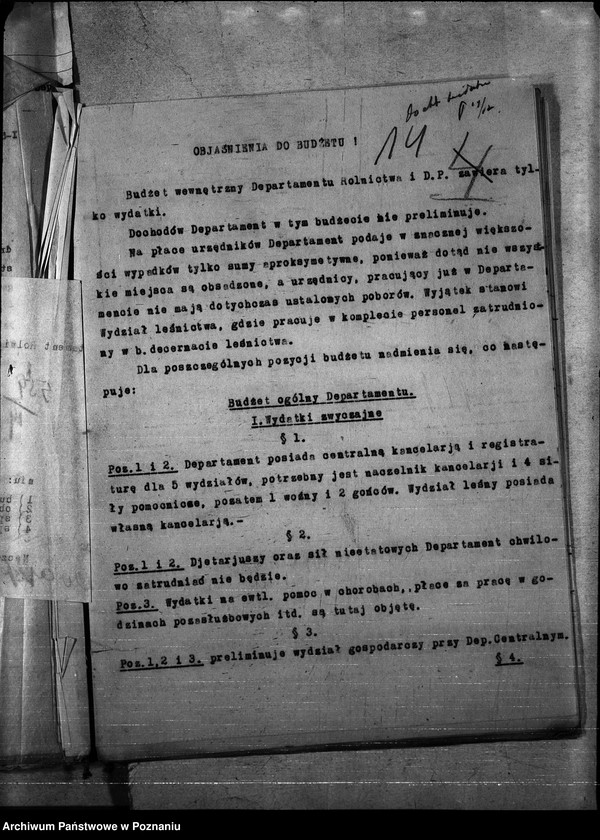 14
OBJAŚNIENIA DO BUDŻETU !
Budżet wewnętrzny Departamentu Rolnictwa i D.P. zawiera tyl-
ko wydatki.
Dochodów Departament w tym budżecie nie preliminuje.
Na płace urzędników Departament podaje w znacznej większo-
ści wypadków tylko sumy aproksymetywne, ponieważ dotąd nie wszyst-
kie miejsca są obsadzone, a urzędnicy, pracujący już w Departa-
mencie nie mają dotychczas ustalonych poborów. Wyjątek stanowi
Wydział leśnictwa, gdzie pracuje w komplecie personel zatrudnio-
ny w b.decernacie leśnictwa.
Dla poszczególnych pozycji budżetu nadmienia się, co nastę-
puje:
Budżet ogólny Departamentu.
I.Wydatki zwyczajne
§ 1.
Poz.1 i 2. Departament posiada centralną kancelarją i registra-
turę dla 5 wydziałów, potrzebny jest naczelnik kancelarji i 4 si-
ły pomocnicze, pozatem 1 woźny i 2 gońców. Wydział leśny posiada
własną kancelarją.-
§ 2.
Poz.1 i 2. Djetarjuszy oraz sił nieetatowych Departament chwilo-
wo zatrudniać nie będzie.
Poz.3. Wydatki na ewtl. pomoc w chorobach,,płace za pracę w go-
dzinach pozasłużbowych itd. są tutaj objęte.
§ 3.
Poz.1,2 i 3. preliminuje wydział gospodarczy przy Dep.Centralnym.
§ 4.
Archiwum Państwowe w Poznaniu